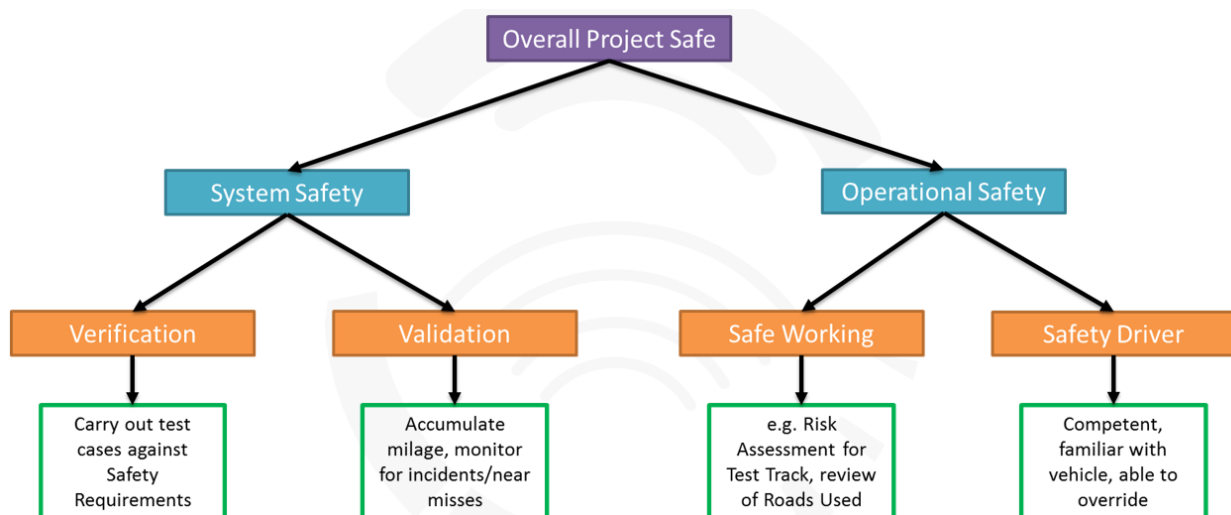 Overall Project Safe
System Safety
Operational Safety
Verification
Validation
Safe Working
Safety Driver
Carry out test
cases against
Safety
Requirements
Accumulate
milage, monitor
for incidents/near
misses
e.g. Risk
Assessment for
Test Track, review
of Roads Used
Competent,
familiar with
vehicle, able to
override